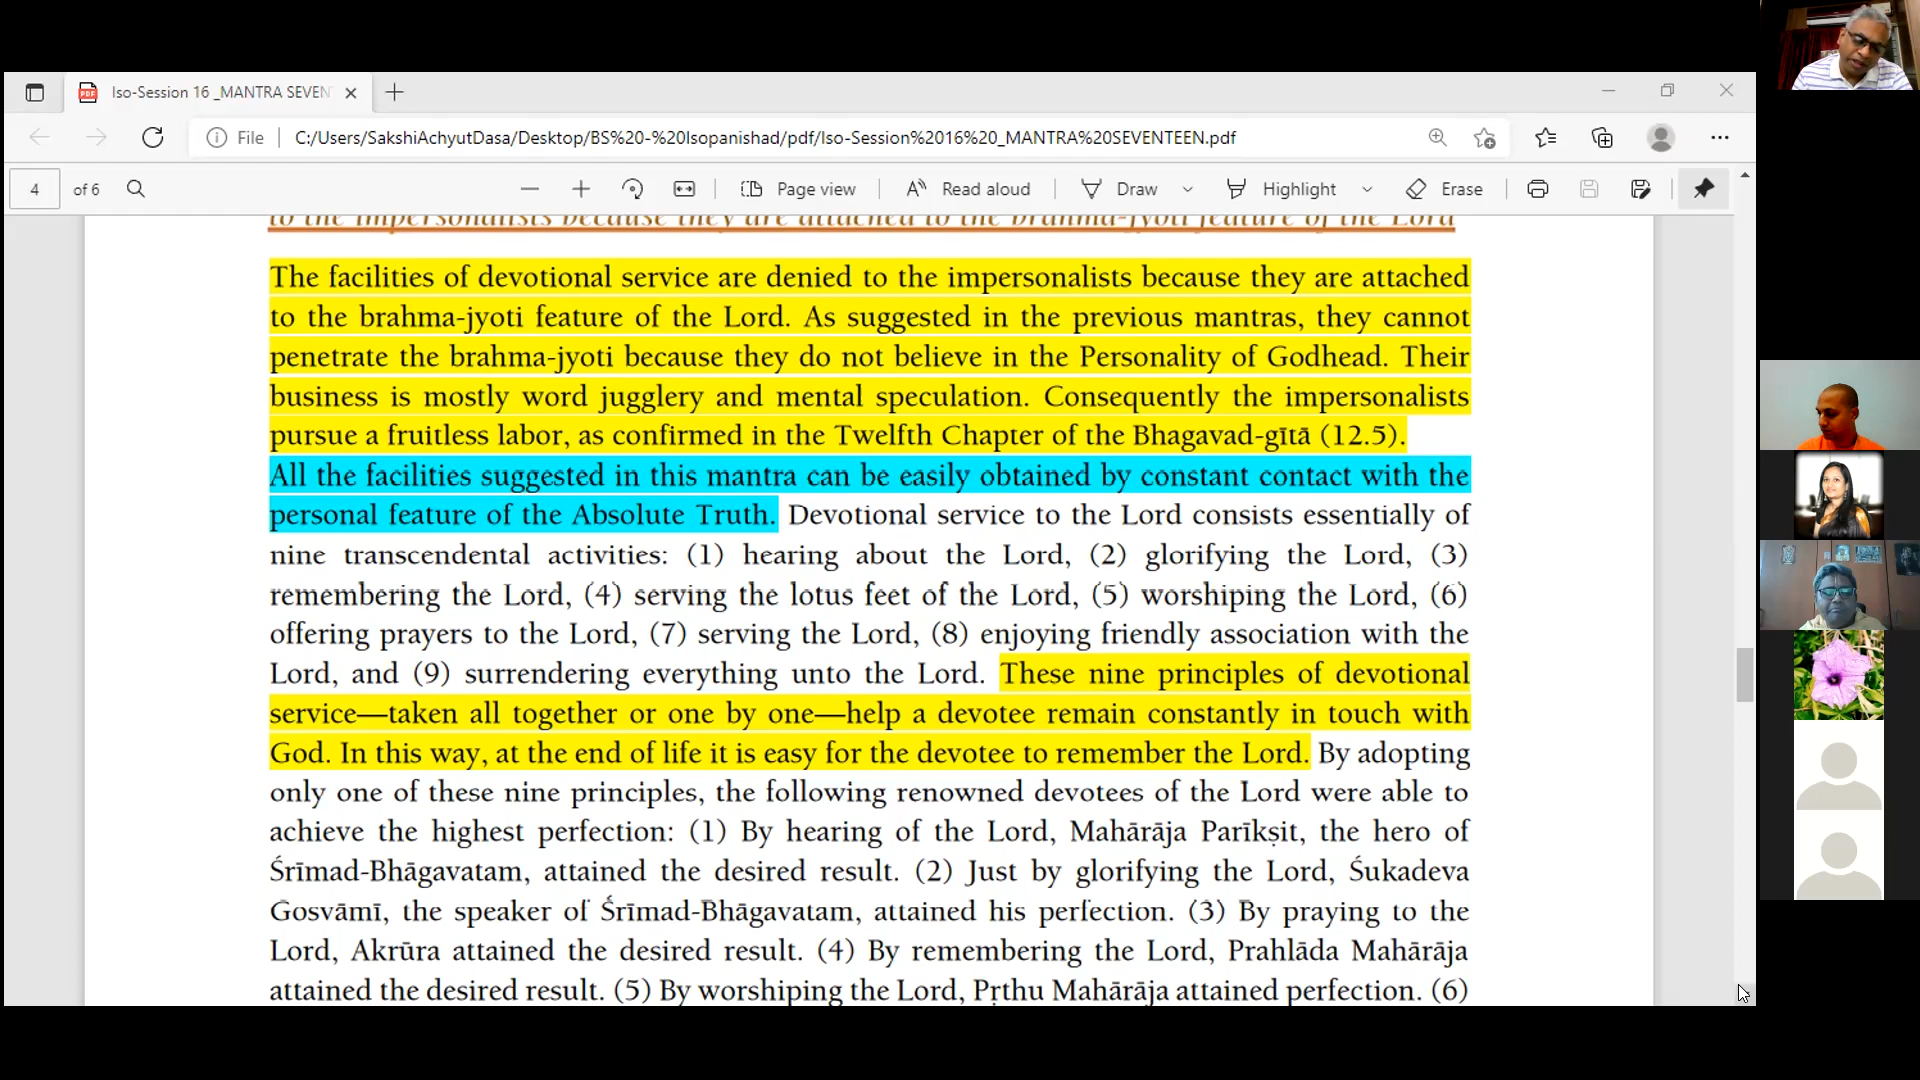 Iso-Session 16 _MANTRA SEVEN
File C:/Users/SakshiAchyutDasa/Desktop/BS%20-%20Isopanishad/pdf/Iso-Session%2016%20_MANTRA%20SEVENTEEN.pdf
4 of 6 Page view Read aloud Draw Highlight Erase
to the impersonalists because they are attached to the brahma-jyoti feature of the Lord
The facilities of devotional service are denied to the impersonalists because they are attached
to the brahma-jyoti feature of the Lord. As suggested in the previous mantras, they cannot
penetrate the brahma-jyoti because they do not believe in the Personality of Godhead. Their
business is mostly word jugglery and mental speculation. Consequently the impersonalists
pursue a fruitless labor, as confirmed in the Twelfth Chapter of the Bhagavad-gītā (12.5).
All the facilities suggested in this mantra can be easily obtained by constant contact with the
personal feature of the Absolute Truth. Devotional service to the Lord consists essentially of
nine transcendental activities: (1) hearing about the Lord, (2) glorifying the Lord, (3)
remembering the Lord, (4) serving the lotus feet of the Lord, (5) worshiping the Lord, (6)
offering prayers to the Lord, (7) serving the Lord, (8) enjoying friendly association with the
Lord, and (9) surrendering everything unto the Lord. These nine principles of devotional
service—taken all together or one by one—help a devotee remain constantly in touch with
God. In this way, at the end of life it is easy for the devotee to remember the Lord. By adopting
only one of these nine principles, the following renowned devotees of the Lord were able to
achieve the highest perfection: (1) By hearing of the Lord, Mahārāja Parīkṣit, the hero of
Śrīmad-Bhāgavatam, attained the desired result. (2) Just by glorifying the Lord, Śukadeva
Gosvāmī, the speaker of Śrīmad-Bhāgavatam, attained his perfection. (3) By praying to the
Lord, Akrūra attained the desired result. (4) By remembering the Lord, Prahlāda Mahārāja
attained the desired result. (5) By worshiping the Lord, Pṛthu Mahārāja attained perfection. (6)